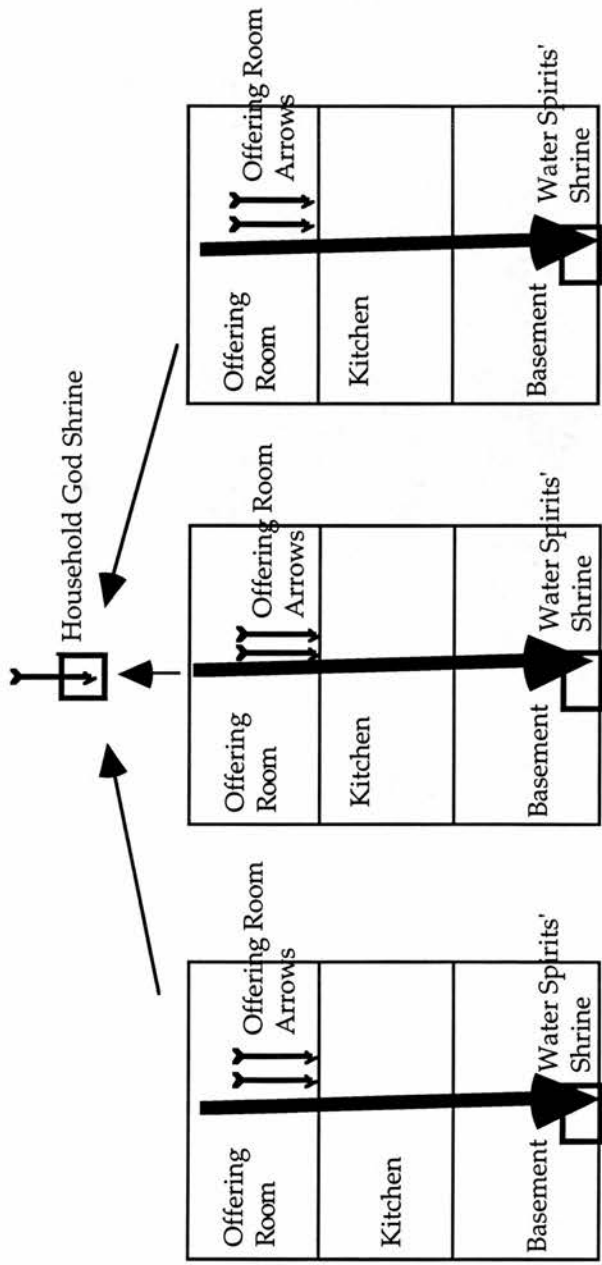 Household God Shrine
Offering
Room
Offering Room
Arrows
Kitchen
Basement
Water Spirits'
Shrine
Offering
Room
Offering Room
Arrows
Kitchen
Basement
Water Spirits'
Shrine
Offering
Room
Offering Room
Arrows
Kitchen
Basement
Water Spirits'
Shrine